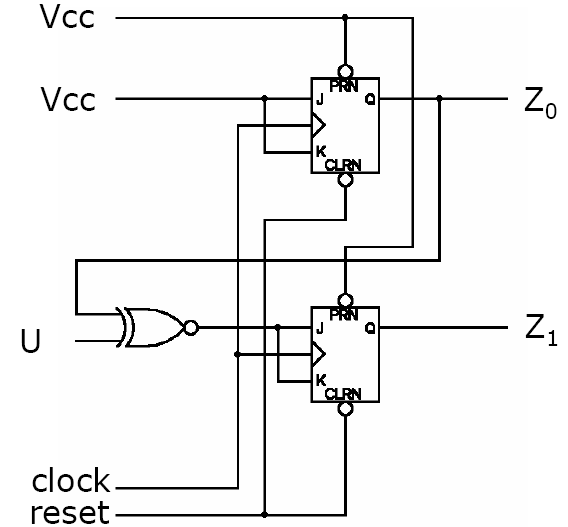 Vcc
PRN
Vcc J Q Z0
K
CLRN
PRN
U J Q Z1
K
CLRN
clock
reset